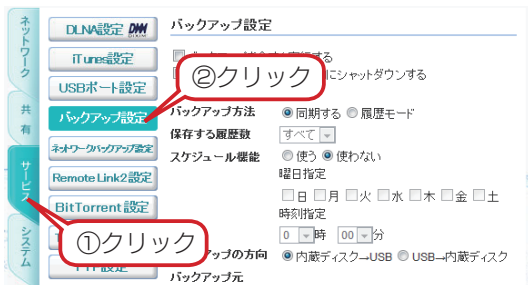 ネットワーク
共有
サービス
システム
DLNA設定 DiXiM
iTunes設定
USBポート設定
バックアップ設定
ネットワークバックアップ設定
Remote Link2設定
BitTorrent設定
①クリック
②クリック
バックアップ設定
にシャットダウンする
バックアップ方法 同期する 履歴モード
保存する履歴数 すべて
スケジュール機能 使う 使わない
曜日指定
日 月 火 水 木 金 土
時刻指定
0 時 00 分
アップの方向 内蔵ディスク→USB USB→内蔵ディスク
バックアップ元